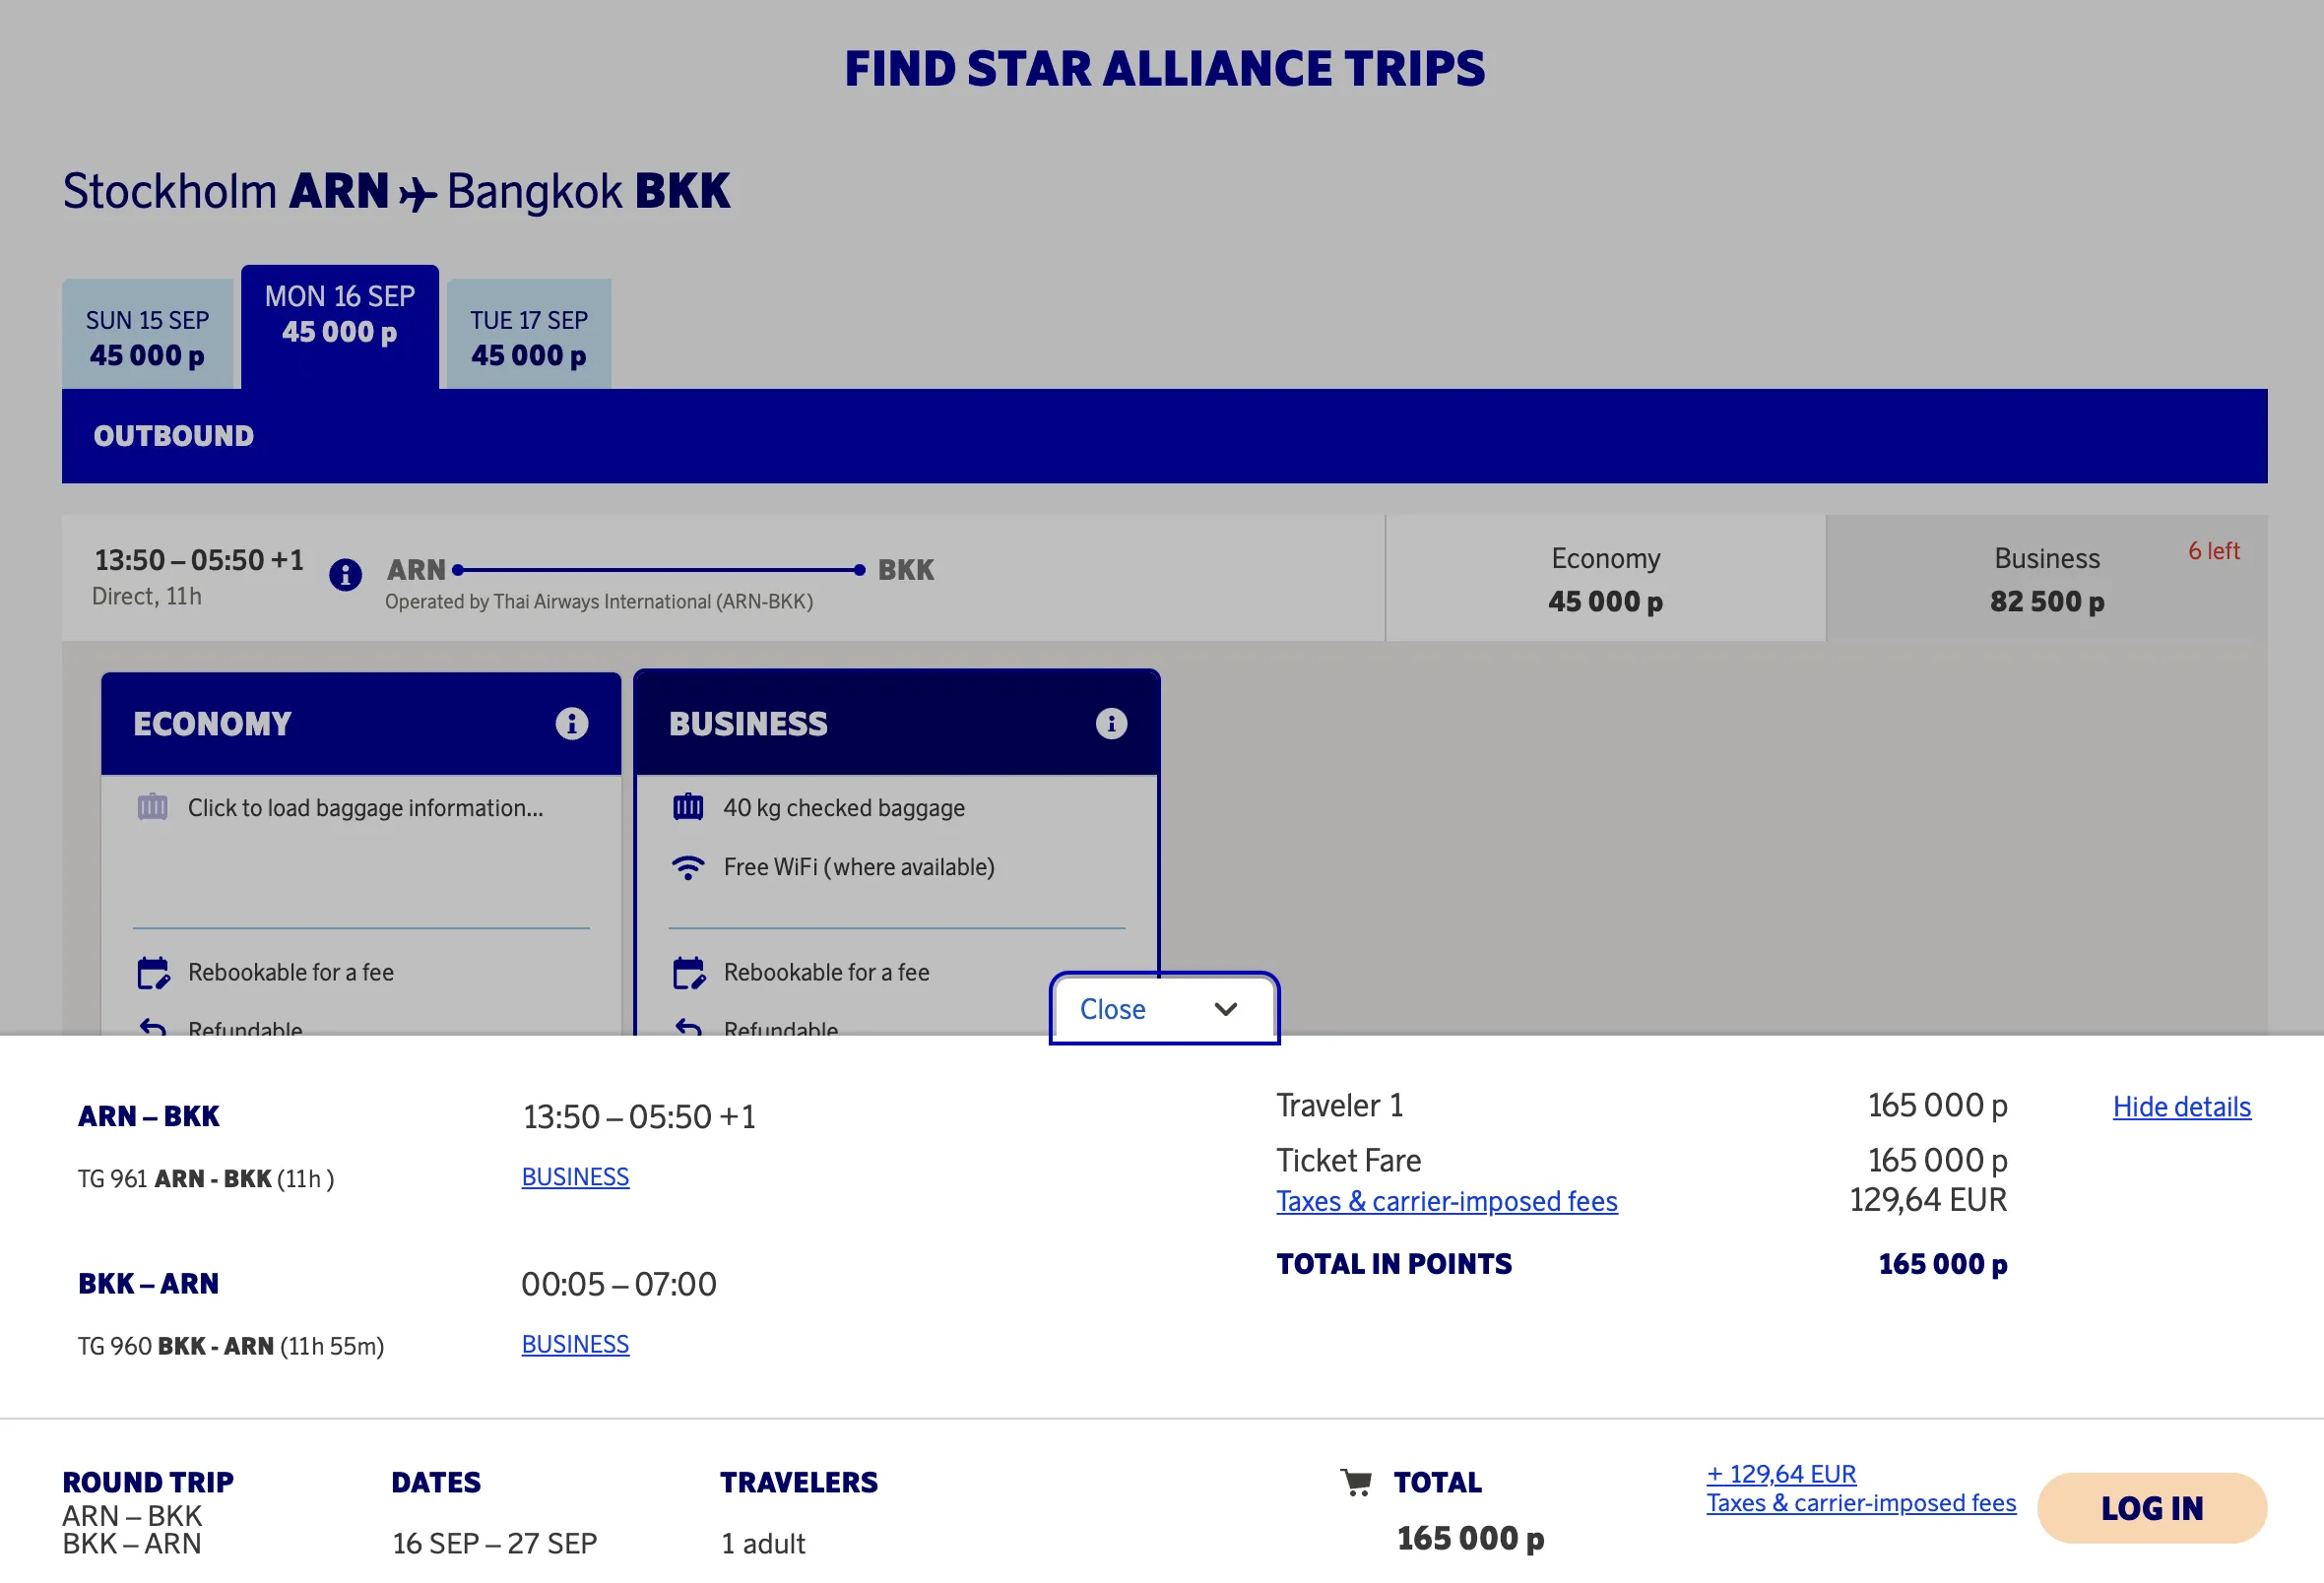 FIND STAR ALLIANCE TRIPS
Stockholm ARN Bangkok BKK
SUN 15 SEP
45 000 p
MON 16 SEP
45 000 p
TUE 17 SEP
45 000 p
OUTBOUND
13:50 – 05:50 +1
Direct, 11h
ARN BKK
Operated by Thai Airways International (ARN-BKK)
Economy
45 000 p
Business
82 500 p
6 left
ECONOMY
Click to load baggage information...
Rebookable for a fee
Refundable
BUSINESS
40 kg checked baggage
Free WiFi (where available)
Rebookable for a fee
Refundable
Close
ARN – BKK
13:50 – 05:50 +1
TG 961 ARN - BKK (11h )
BUSINESS
BKK – ARN
00:05 – 07:00
TG 960 BKK - ARN (11h 55m)
BUSINESS
Traveler 1 165 000 p
Hide details
Ticket Fare 165 000 p
Taxes & carrier-imposed fees 129,64 EUR
TOTAL IN POINTS 165 000 p
ROUND TRIP
ARN – BKK
BKK – ARN
DATES
16 SEP – 27 SEP
TRAVELERS
1 adult
TOTAL
165 000 p
+ 129,64 EUR
Taxes & carrier-imposed fees
LOG IN